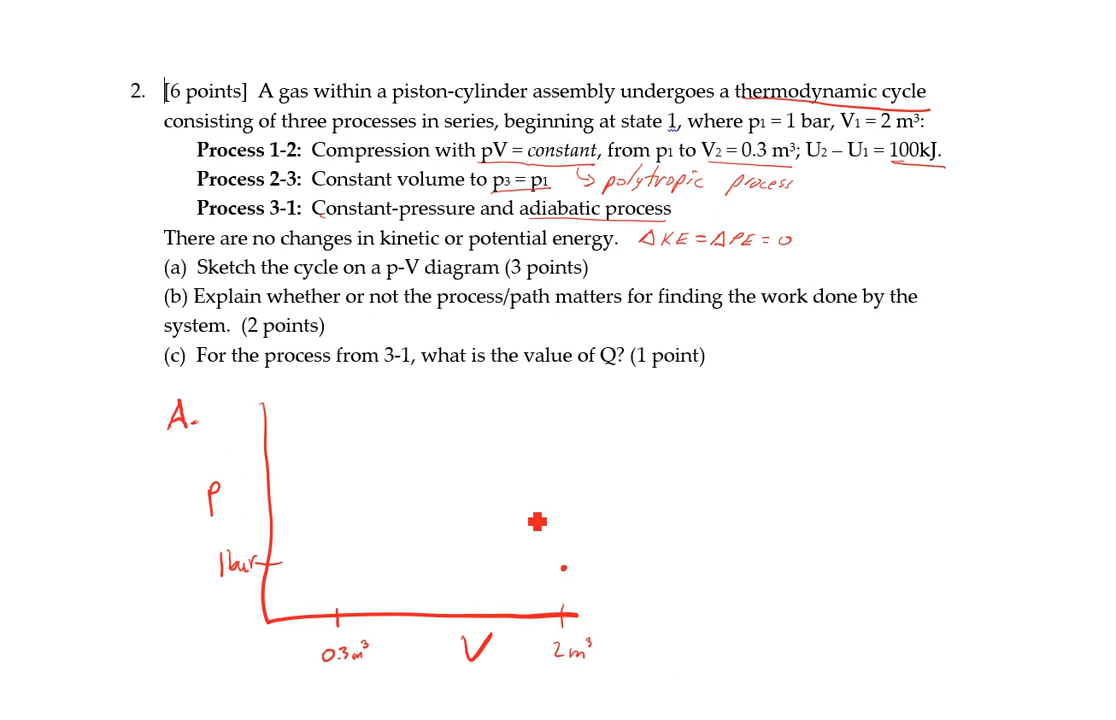 2. [6 points] A gas within a piston-cylinder assembly undergoes a thermodynamic cycle
consisting of three processes in series, beginning at state 1, where p₁ = 1 bar, V₁ = 2 m³:
Process 1-2: Compression with pV = constant, from p₁ to V₂ = 0.3 m³; U₂ – U₁ = 100kJ.
Process 2-3: Constant volume to p₃ = p₁ ↳ polytropic process
Process 3-1: Constant-pressure and adiabatic process
There are no changes in kinetic or potential energy. ΔKE = ΔPE = 0
(a) Sketch the cycle on a p-V diagram (3 points)
(b) Explain whether or not the process/path matters for finding the work done by the
system. (2 points)
(c) For the process from 3-1, what is the value of Q? (1 point)
A.
P
1bar
0.3m³ V 2m³